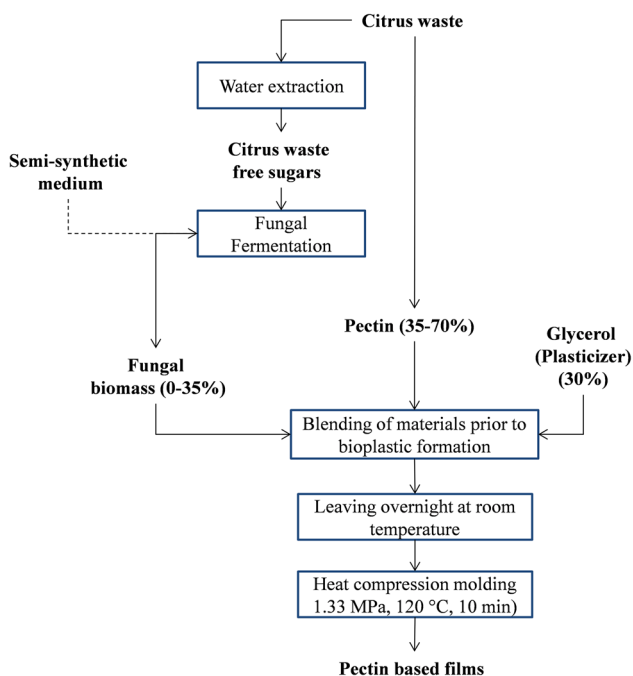 Citrus waste
Water extraction
Citrus waste
free sugars
Semi-synthetic
medium
Fungal
Fermentation
Pectin (35-70%)
Glycerol
(Plasticizer)
(30%)
Fungal
biomass (0-35%)
Blending of materials prior to
bioplastic formation
Leaving overnight at room
temperature
Heat compression molding
1.33 MPa, 120 °C, 10 min)
Pectin based films